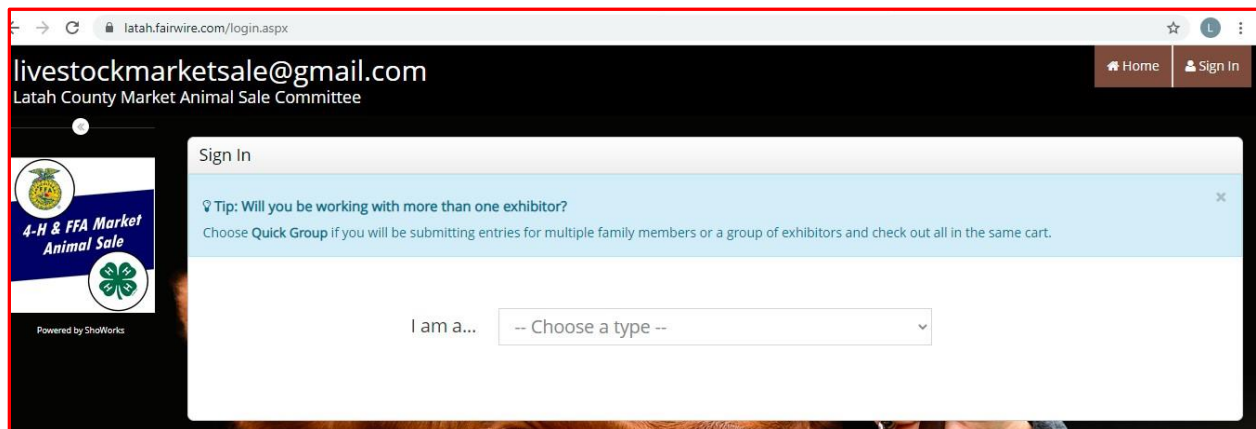 latah.fairwire.com/login.aspx
L
livestockmarketsale@gmail.com
Latah County Market Animal Sale Committee
Home
Sign In
Sign In
Tip: Will you be working with more than one exhibitor?
Choose Quick Group if you will be submitting entries for multiple family members or a group of exhibitors and check out all in the same cart.
FFA
4-H & FFA Market
Animal Sale
H H
H H
Powered by ShoWorks
I am a...
-- Choose a type --